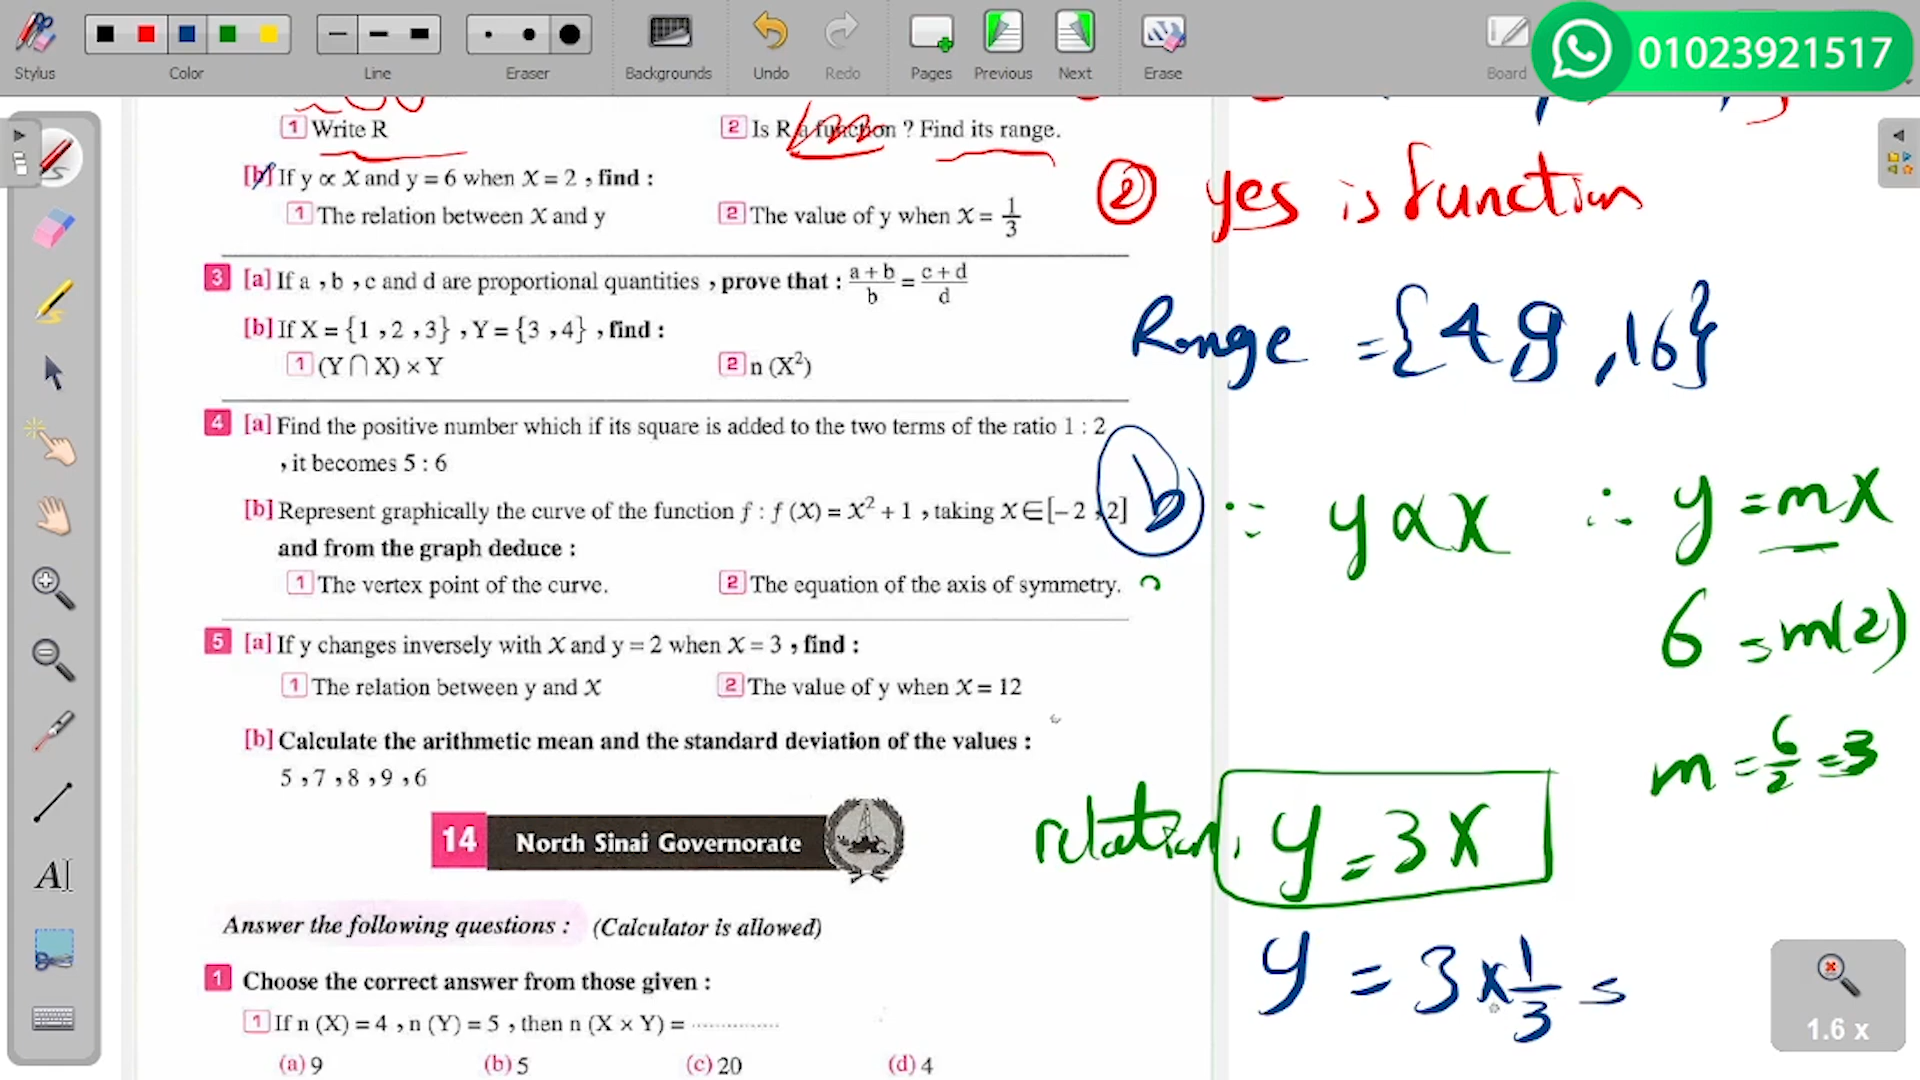 Stylus Color Line Eraser Backgrounds Undo Redo Pages Previous Next Erase Board
01023921517
1 Write R 2 Is R a function ? Find its range.
[b] If y ∝ X and y = 6 when X = 2 , find :
1 The relation between X and y 2 The value of y when X = 1/3
3 [a] If a , b , c and d are proportional quantities , prove that : (a + b)/b = (c + d)/d
[b] If X = {1 , 2 , 3} , Y = {3 , 4} , find :
1 (Y ∩ X) × Y 2 n (X²)
4 [a] Find the positive number which if its square is added to the two terms of the ratio 1 : 2
, it becomes 5 : 6
[b] Represent graphically the curve of the function f : f (X) = X² + 1 , taking X ∈ [– 2 , 2]
and from the graph deduce :
1 The vertex point of the curve. 2 The equation of the axis of symmetry.
5 [a] If y changes inversely with X and y = 2 when X = 3 , find :
1 The relation between y and X 2 The value of y when X = 12
[b] Calculate the arithmetic mean and the standard deviation of the values :
5 , 7 , 8 , 9 , 6
14 North Sinai Governorate
Answer the following questions : (Calculator is allowed)
1 Choose the correct answer from those given :
1 If n (X) = 4 , n (Y) = 5 , then n (X × Y) = ................
(a) 9 (b) 5 (c) 20 (d) 4
② yes is function
Range = {4, 9, 16}
b ∵ y ∝ x ∴ y = mx
6 = m(2)
m = 6/2 = 3
relation y = 3x
y = 3 × 1/3 =
1.6 x